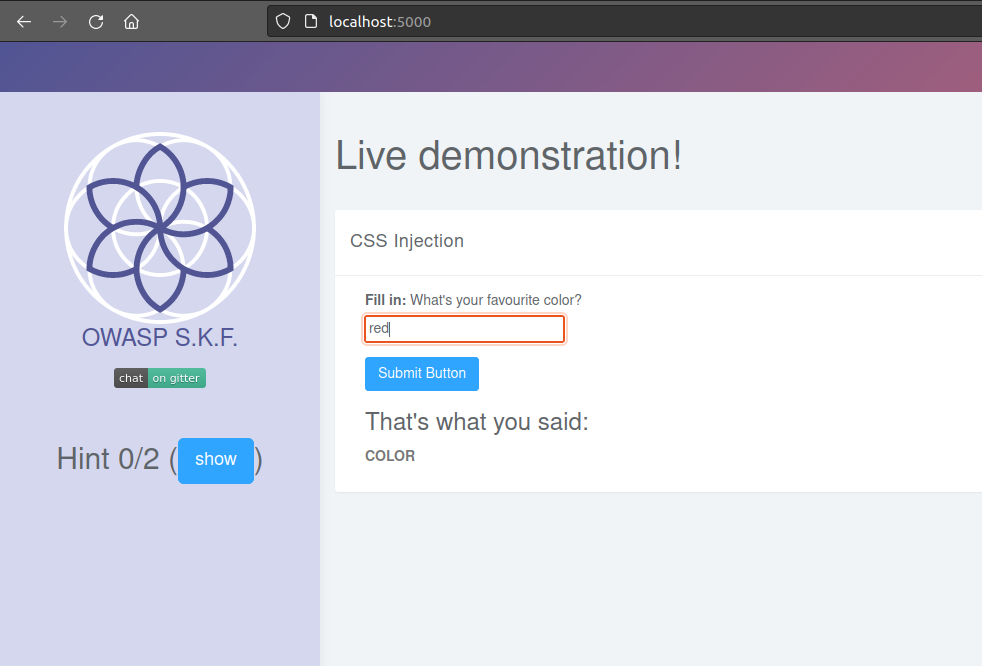 localhost:5000
OWASP S.K.F.
chat on gitter
Hint 0/2 (show)
Live demonstration!
CSS Injection
Fill in: What's your favourite color?
red
Submit Button
That's what you said:
COLOR